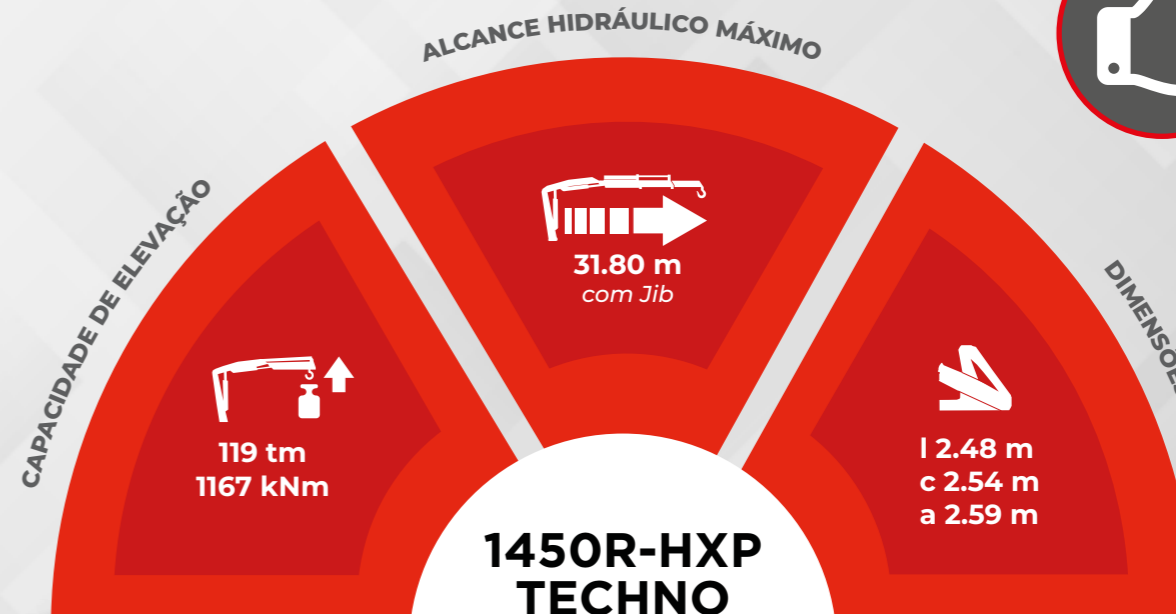 ALCANCE HIDRÁULICO MÁXIMO
CAPACIDADE DE ELEVAÇÃO
31.80 m
com Jib
DIMENSÕES
119 tm
1167 kNm
l 2.48 m
c 2.54 m
a 2.59 m
1450R-HXP
TECHNO